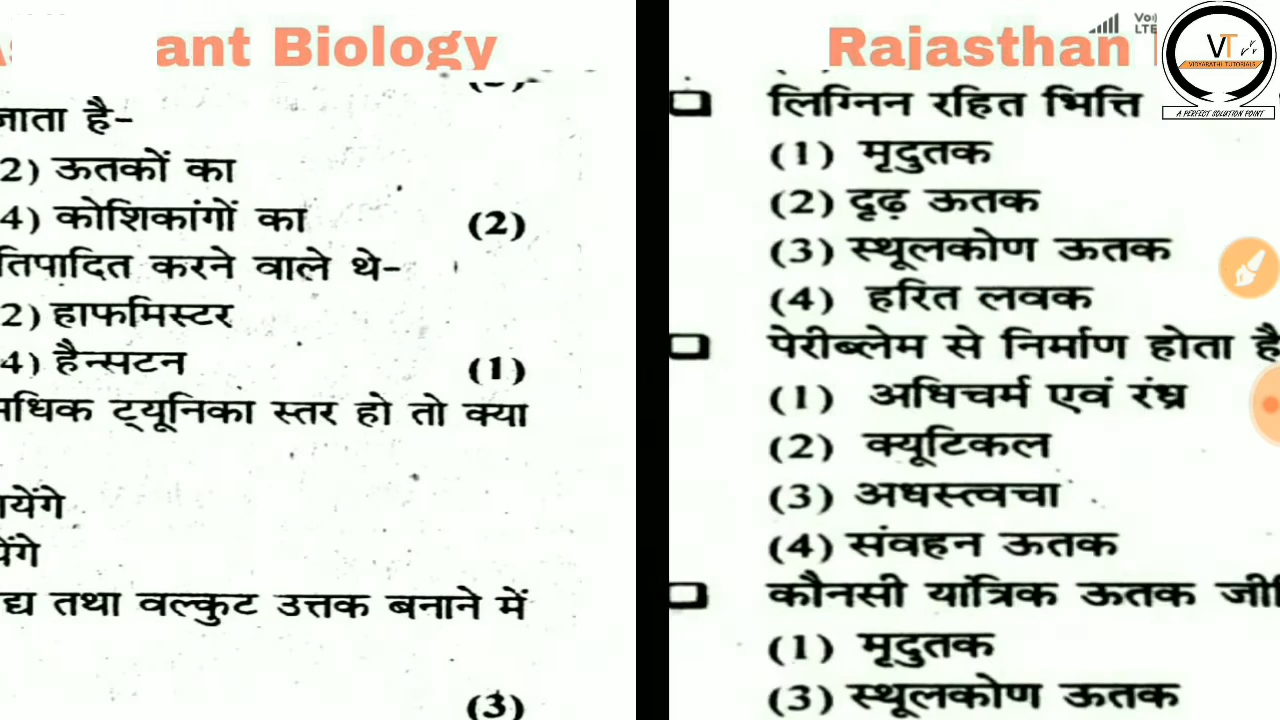 ant Biology
जाता है-
2) ऊतकों का
4) कोशिकांगों का (2)
तिपादित करने वाले थे-
2) हाफमिस्टर
4) हैन्सटन (1)
धिक ट्यूनिका स्तर हो तो क्या
येंगे
येंगे
द्य तथा वल्कुट उत्तक बनाने में
(3)
Rajasthan
VT
VIDYARATHI TUTORIALS
A PERFECT SOLUTION POINT
लिग्निन रहित भित्ति
(1) मृदुतक
(2) दृढ़ ऊतक
(3) स्थूलकोण ऊतक
(4) हरित लवक
पेरीब्लेम से निर्माण होता है
(1) अधिचर्म एवं रंध्र
(2) क्यूटिकल
(3) अधस्त्वचा
(4) संवहन ऊतक
कौनसी यांत्रिक ऊतक
(1) मृदुतक
(3) स्थूलकोण ऊतक